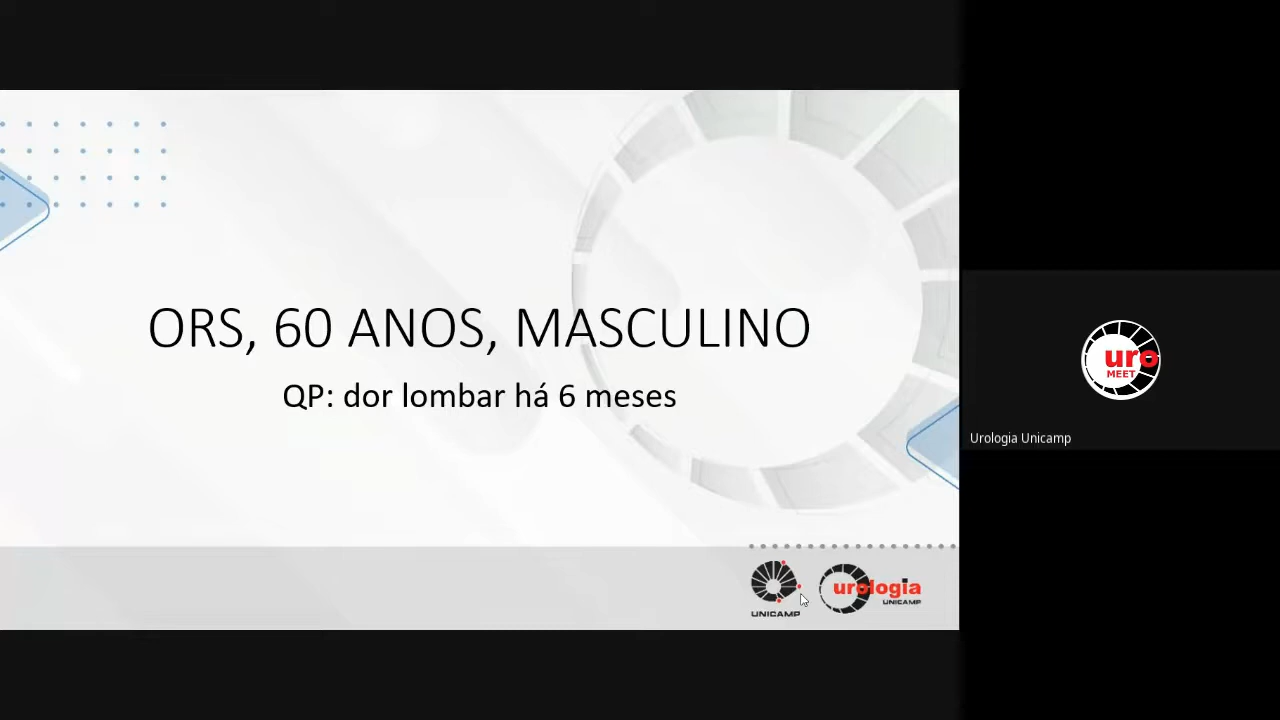 ORS, 60 ANOS, MASCULINO
QP: dor lombar há 6 meses
UNICAMP
urologia
UNICAMP
uro
MEET
Urologia Unicamp